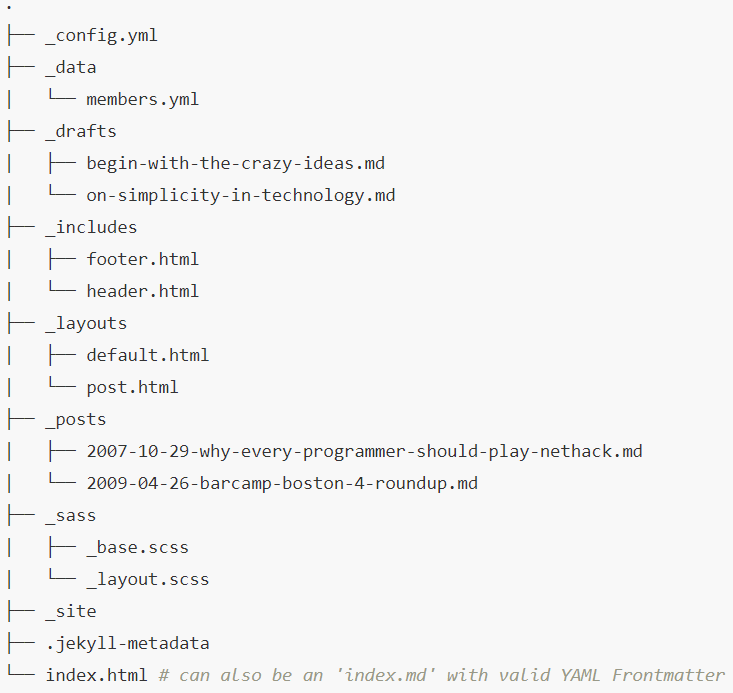 .
├── _config.yml
├── _data
|   └── members.yml
├── _drafts
|   ├── begin-with-the-crazy-ideas.md
|   └── on-simplicity-in-technology.md
├── _includes
|   ├── footer.html
|   └── header.html
├── _layouts
|   ├── default.html
|   └── post.html
├── _posts
|   ├── 2007-10-29-why-every-programmer-should-play-nethack.md
|   └── 2009-04-26-barcamp-boston-4-roundup.md
├── _sass
|   ├── _base.scss
|   └── _layout.scss
├── _site
├── .jekyll-metadata
└── index.html # can also be an 'index.md' with valid YAML Frontmatter